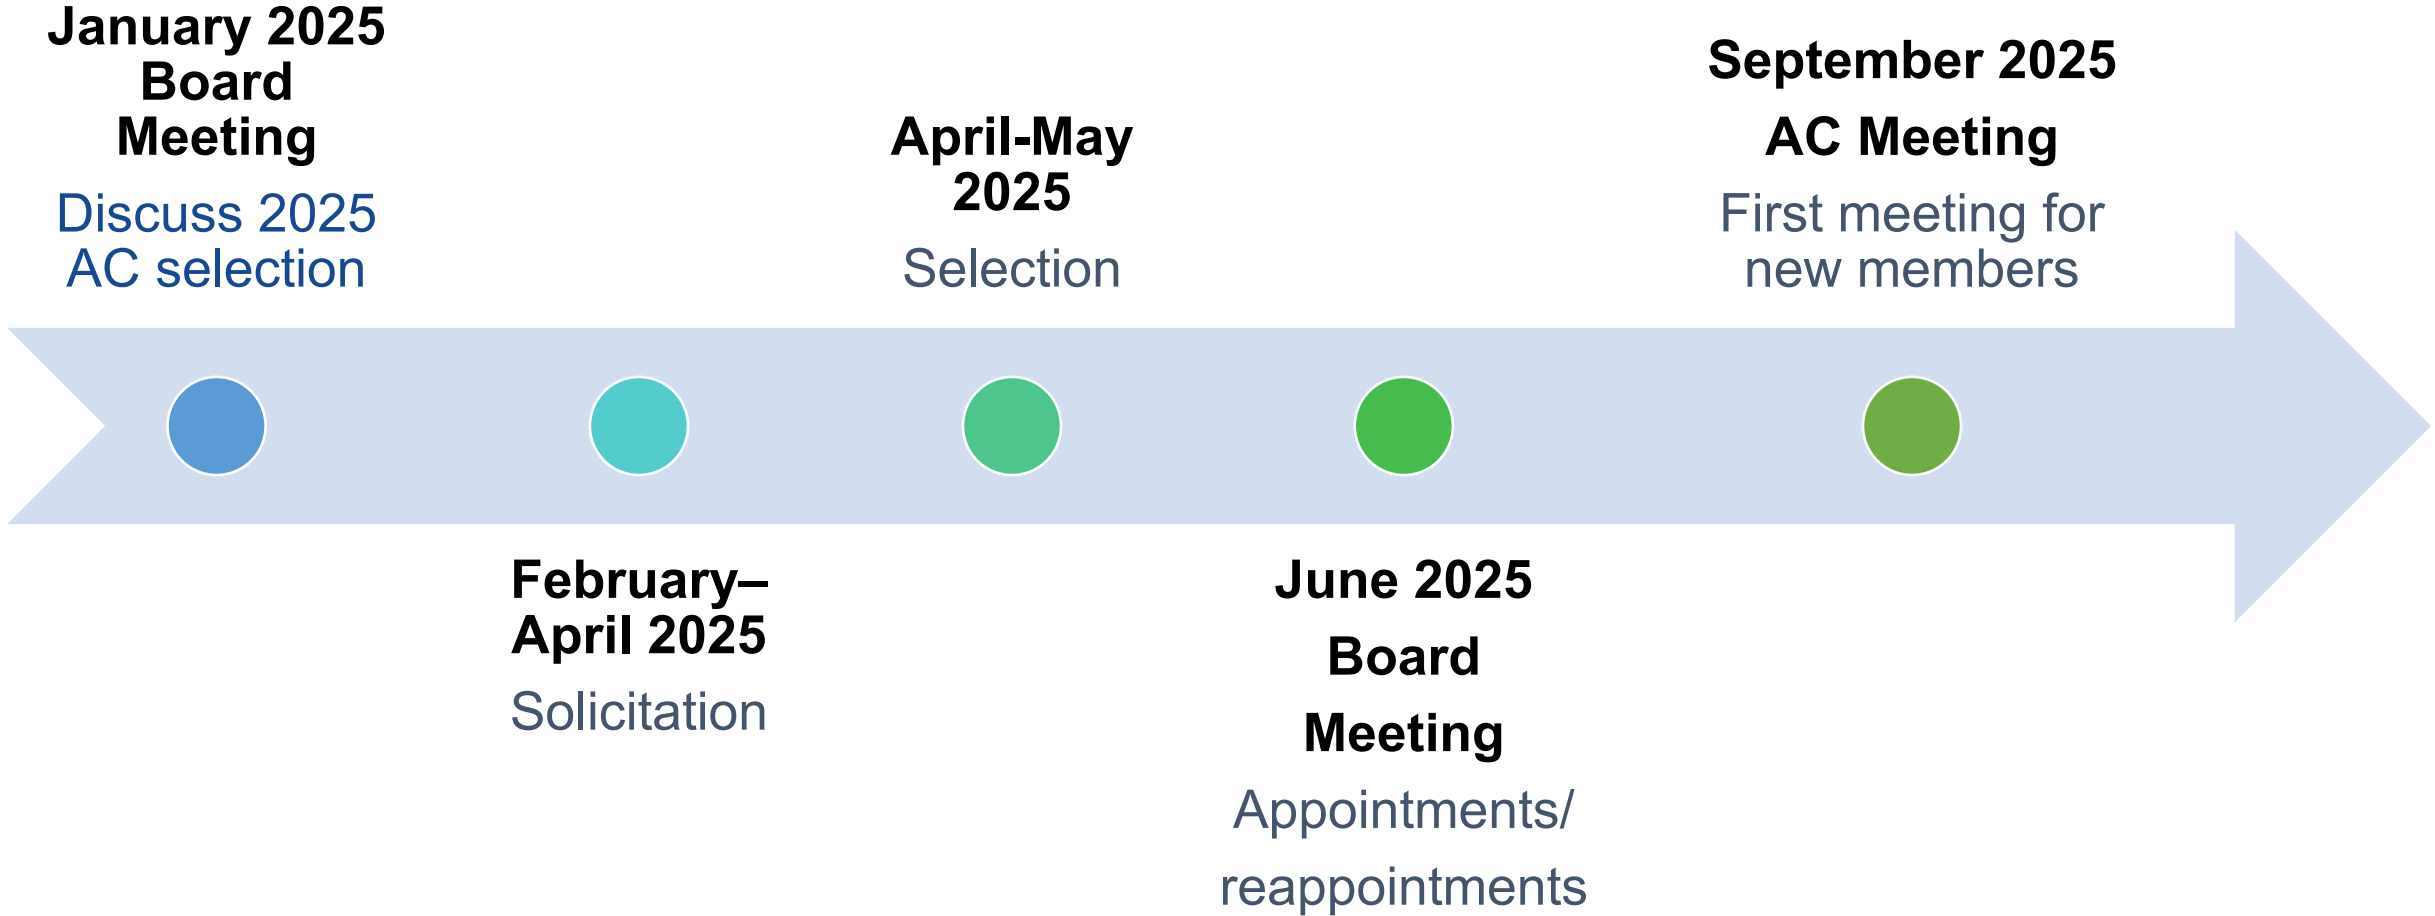 January 2025
Board
Meeting
Discuss 2025
AC selection
February–
April 2025
Solicitation
April-May
2025
Selection
June 2025
Board
Meeting
Appointments/
reappointments
September 2025
AC Meeting
First meeting for
new members